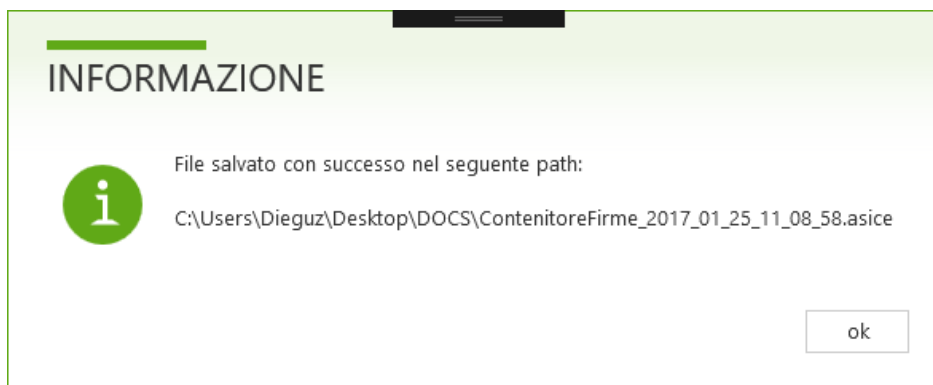 INFORMAZIONE
File salvato con successo nel seguente path:
C:\Users\Dieguz\Desktop\DOCS\ContenitoreFirme_2017_01_25_11_08_58.asice
ok